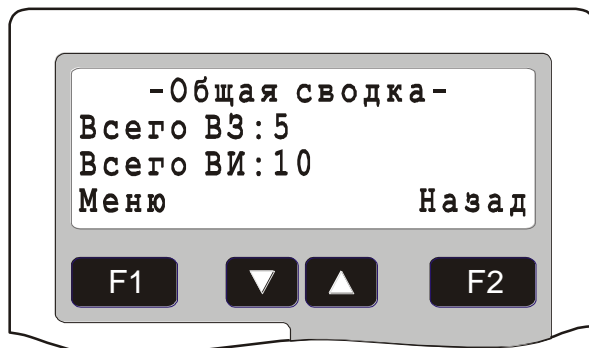 -Общая сводка-
Всего ВЗ:5
Всего ВИ:10
Меню Назад
F1 ▼ ▲ F2